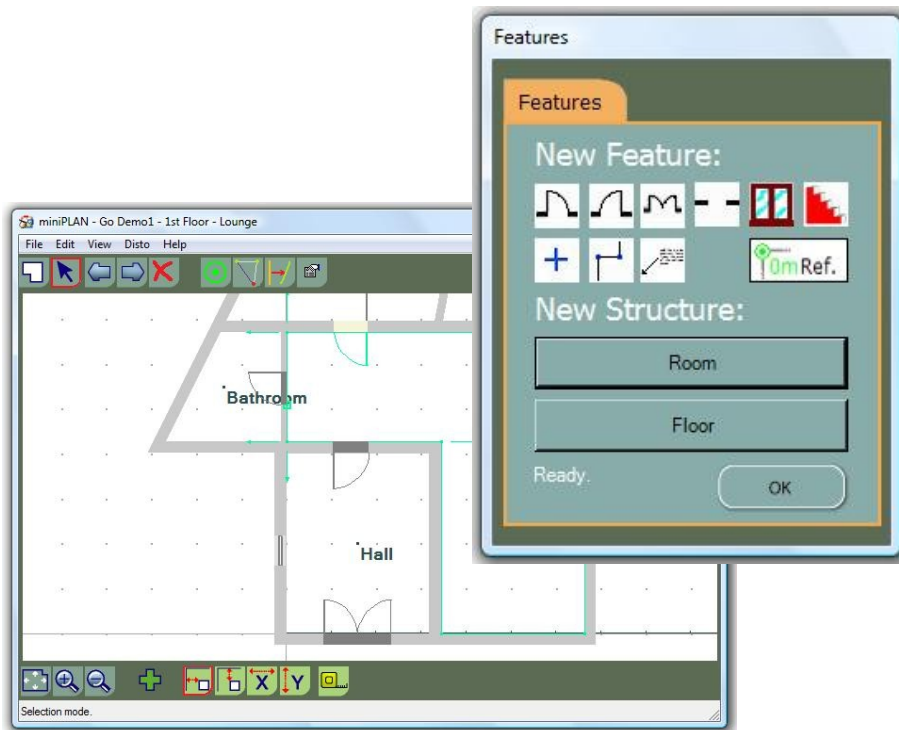 Features
Features
New Feature:
0m Ref.
New Structure:
Room
Floor
Ready.
OK
miniPLAN - Go Demo1 - 1st Floor - Lounge
File Edit View Disto Help
Bathroom
Hall
X Y
Selection mode.